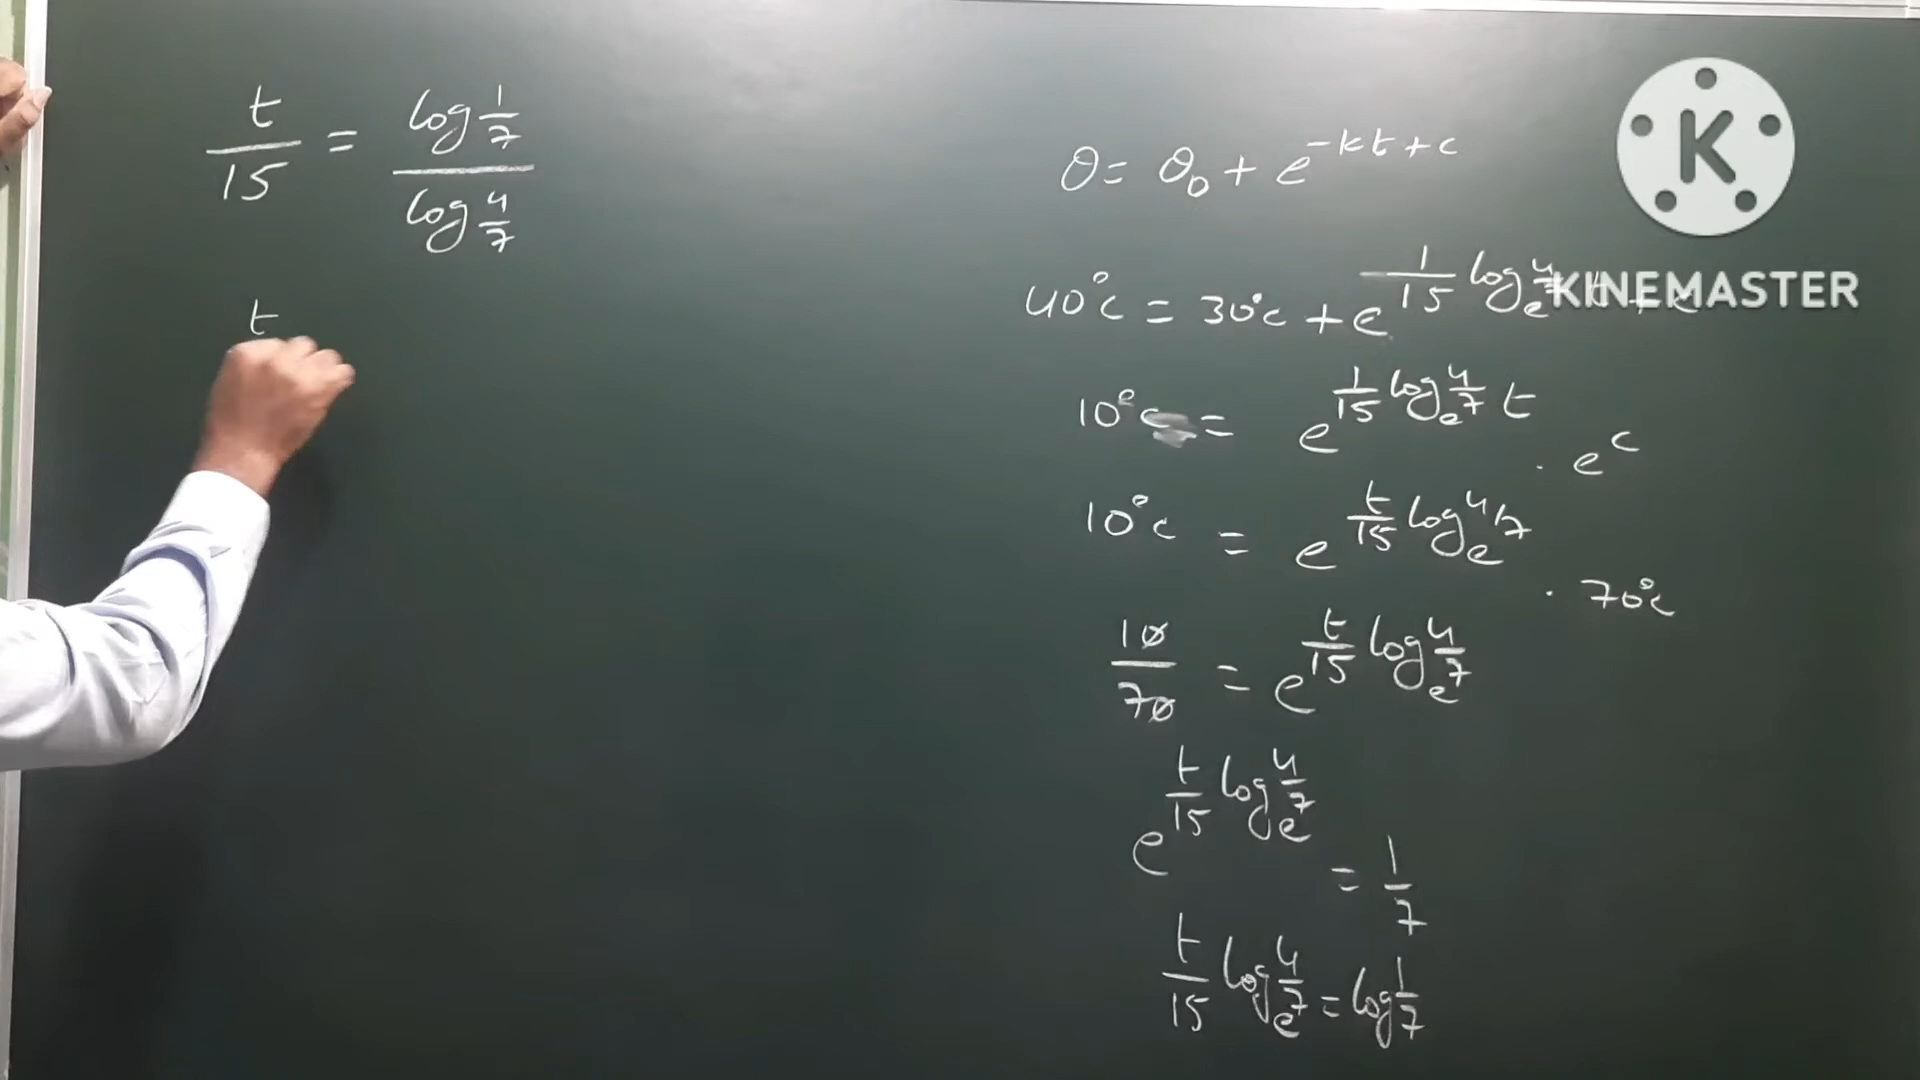 t/15 = log 1/7 / log 4/7
t
θ = θ₀ + e^(-kt+c)
40°c = 30°c + e^(1/15 log_e 4/7 t + c)
10°c = e^(1/15 log_e 4/7 t) . e^c
10°c = e^(t/15 log_e 4/7) . 70°c
10/70 = e^(t/15 log_e 4/7)
e^(t/15 log_e 4/7) = 1/7
t/15 log_e 4/7 = log 1/7
K
KINEMASTER